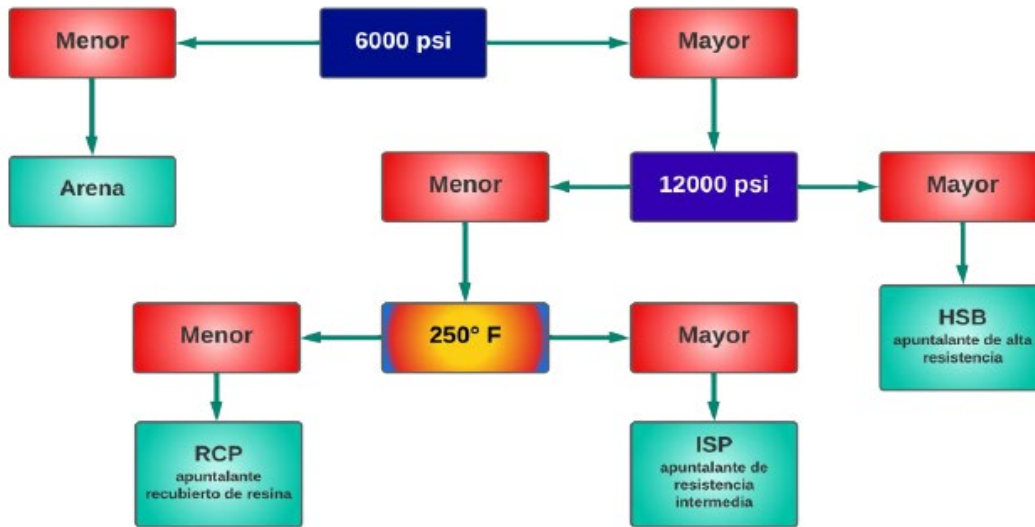 Menor
6000 psi
Mayor
Arena
Menor
12000 psi
Mayor
Menor
250° F
Mayor
HSB
apuntalante de alta
resistencia
RCP
apuntalante
recubierto de resina
ISP
apuntalante de
resistencia
intermedia